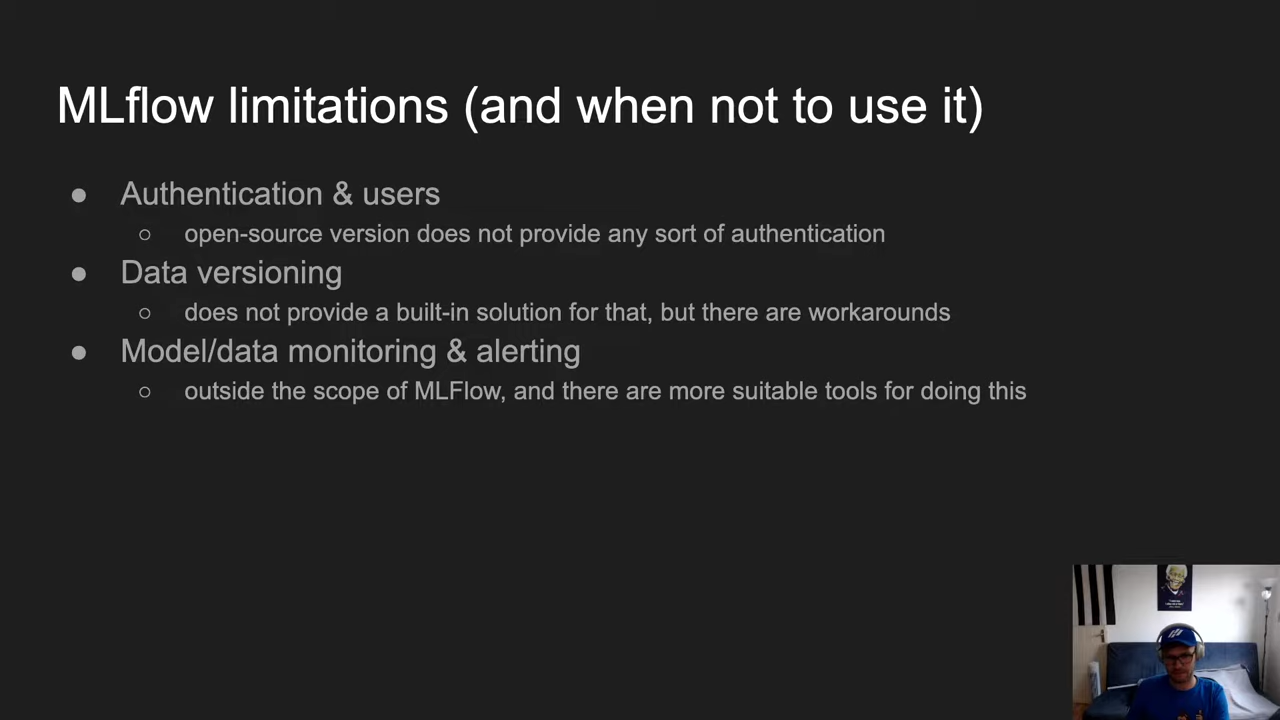 MLflow limitations (and when not to use it)
● Authentication & users
○ open-source version does not provide any sort of authentication
● Data versioning
○ does not provide a built-in solution for that, but there are workarounds
● Model/data monitoring & alerting
○ outside the scope of MLFlow, and there are more suitable tools for doing this